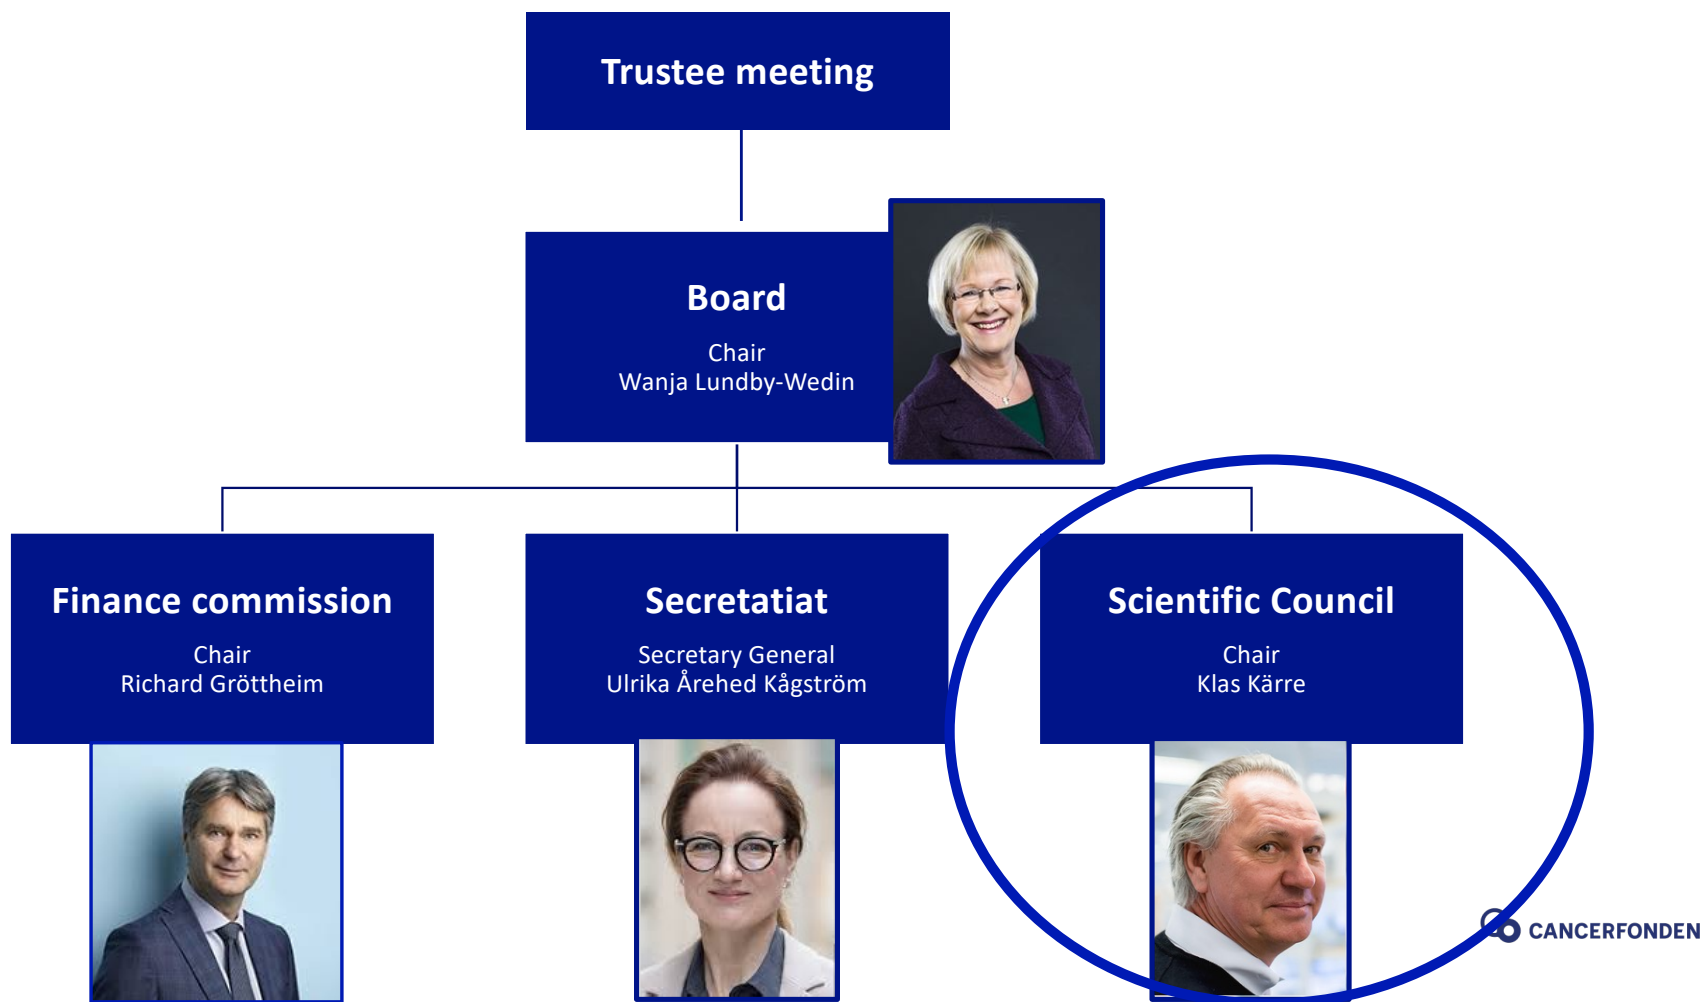 Trustee meeting
Board
Chair
Wanja Lundby-Wedin
Finance commission
Chair
Richard Gröttheim
Secretatiat
Secretary General
Ulrika Årehed Kågström
Scientific Council
Chair
Klas Kärre
CANCERFONDEN